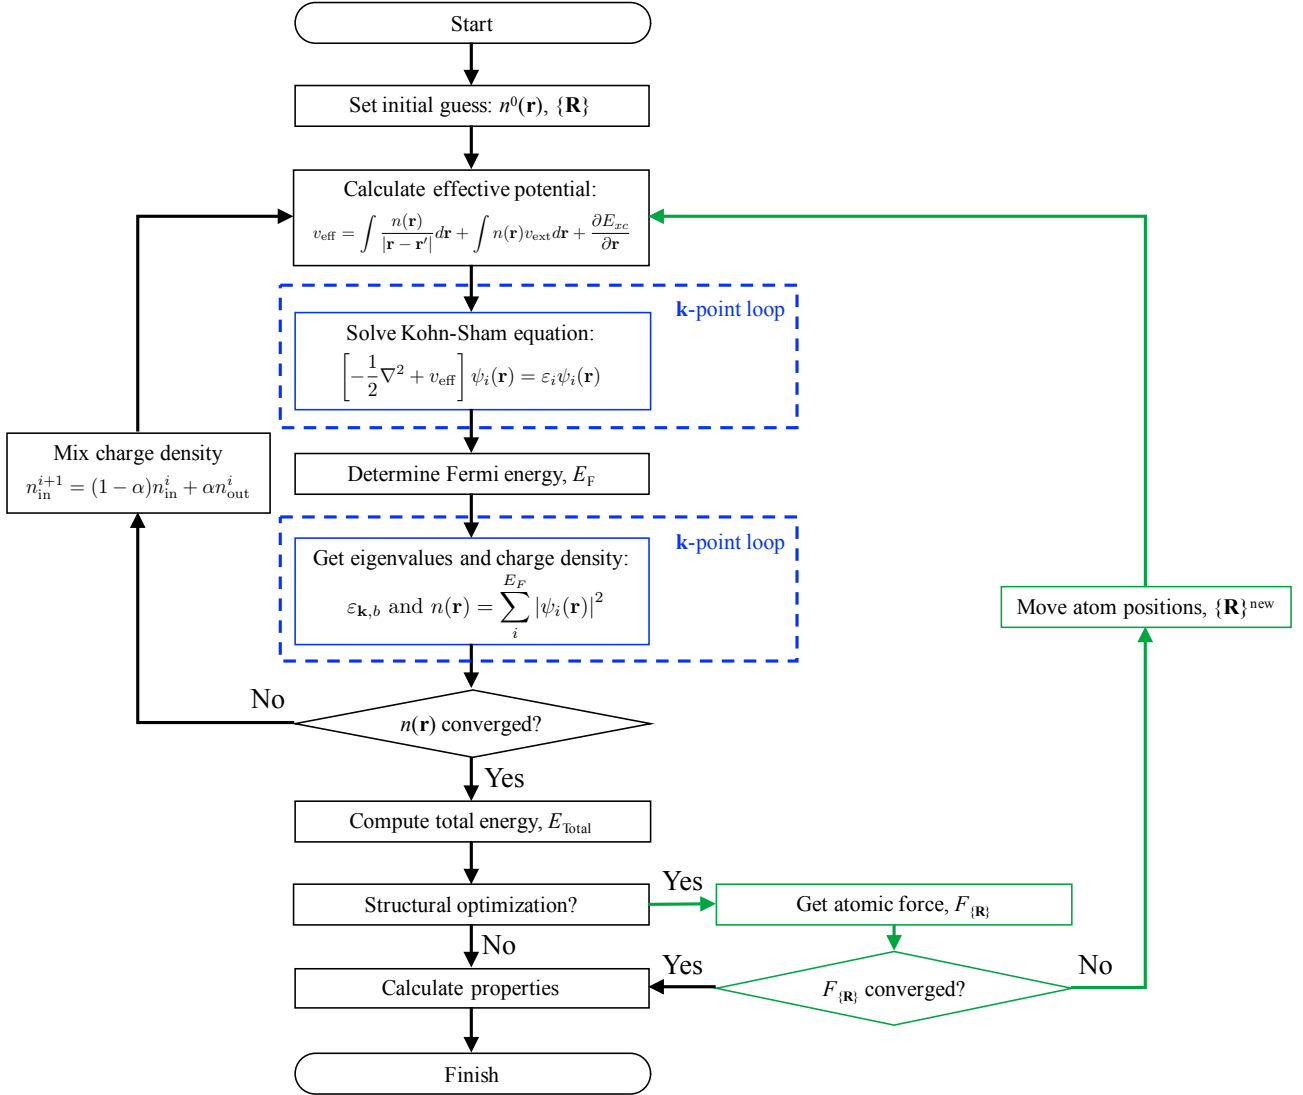 Start
Set initial guess: n⁰(r), {R}
Calculate effective potential:
v_eff = ∫ n(r)/|r − r′| dr + ∫ n(r)v_ext dr + ∂E_xc/∂r
k-point loop
Solve Kohn-Sham equation:
[−1/2 ∇² + v_eff] ψ_i(r) = ε_i ψ_i(r)
Mix charge density
n_in^{i+1} = (1 − α)n_in^i + αn_out^i
Determine Fermi energy, E_F
k-point loop
Get eigenvalues and charge density:
ε_{k,b} and n(r) = ∑_i^{E_F} |ψ_i(r)|²
Move atom positions, {R}^new
No
n(r) converged?
Yes
Compute total energy, E_Total
Structural optimization?
Yes
Get atomic force, F_{R}
No
Calculate properties
Yes
F_{R} converged?
No
Finish